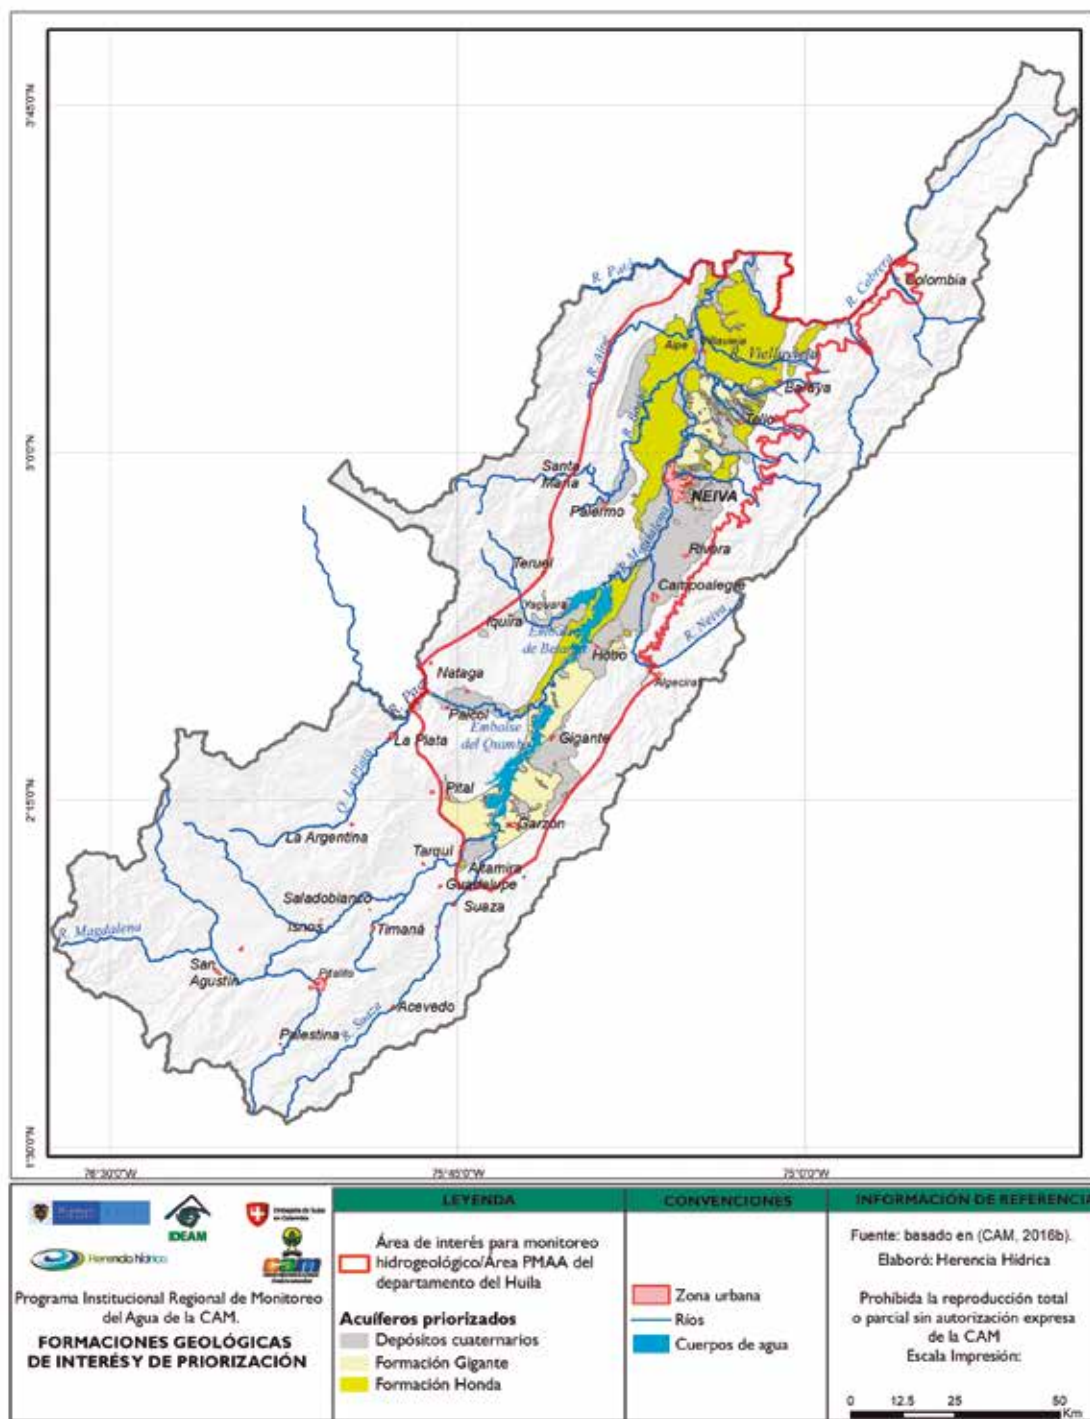 3°45'0"N
3°0'0"N
2°15'0"N
1°30'0"N
76°30'0"W
75°45'0"W
75°0'0"W
R. Cabrera
Colombia
R. Aipe
Aipe
Villavieja
Baraya
Tello
Santa
María
Palermo
NEIVA
R. Magdalena
Rivera
Teruel
Campoalegre
Yaguara
Iquira
R. Neiva
Hobo
Algeciras
Nataga
R. Paez
Paicol
Embalse
del Quimbo
La Plata
Gigante
Q. La Plata
Pital
La Argentina
Garzón
Tarqui
Altamira
Guadalupe
Saladoblanco
Suaza
Isnos
Timaná
R. Magdalena
San
Agustín
Pitalito
Acevedo
R. Suaza
Palestina
IDEAM
Herencia hídrica
cam
Programa Institucional Regional de Monitoreo
del Agua de la CAM.
FORMACIONES GEOLÓGICAS
DE INTERÉS Y DE PRIORIZACIÓN
LEYENDA
Área de interés para monitoreo
hidrogeológico/Área PMAA del
departamento del Huila
Acuíferos priorizados
Depósitos cuaternarios
Formación Gigante
Formación Honda
CONVENCIONES
Zona urbana
Ríos
Cuerpos de agua
INFORMACIÓN DE REFERENCIA
Fuente: basado en (CAM, 2016b).
Elaboró: Herencia Hídrica
Prohibida la reproducción total
o parcial sin autorización expresa
de la CAM
Escala Impresión:
0 12.5 25 50
Km